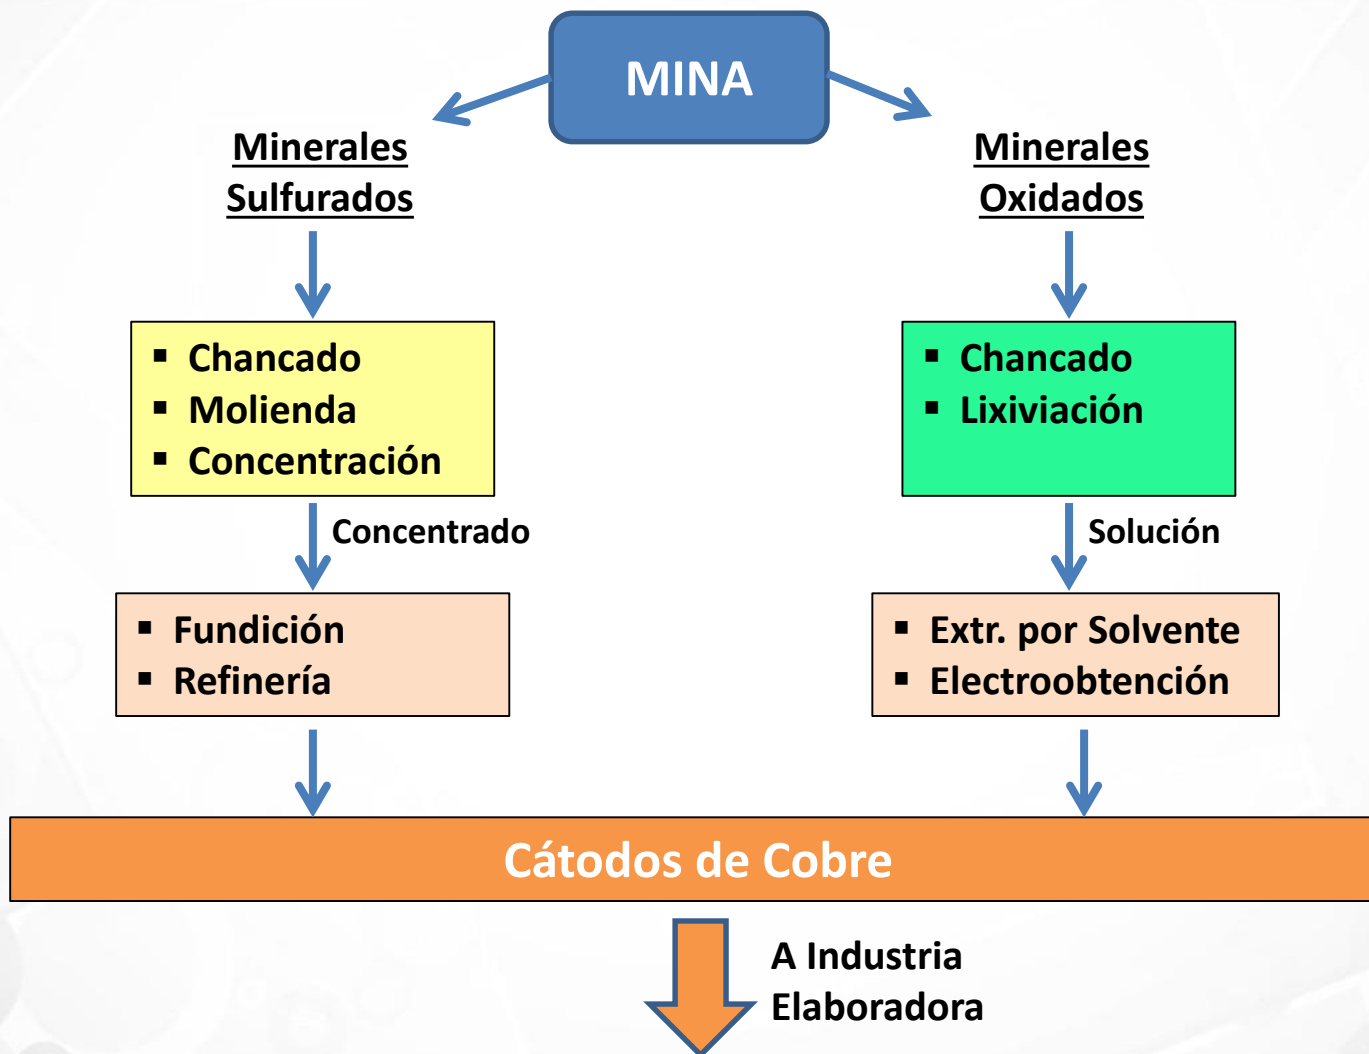 MINA
Minerales
Sulfurados
Minerales
Oxidados
▪ Chancado
▪ Molienda
▪ Concentración
▪ Chancado
▪ Lixiviación
Concentrado
Solución
▪ Fundición
▪ Refinería
▪ Extr. por Solvente
▪ Electroobtención
Cátodos de Cobre
A Industria
Elaboradora